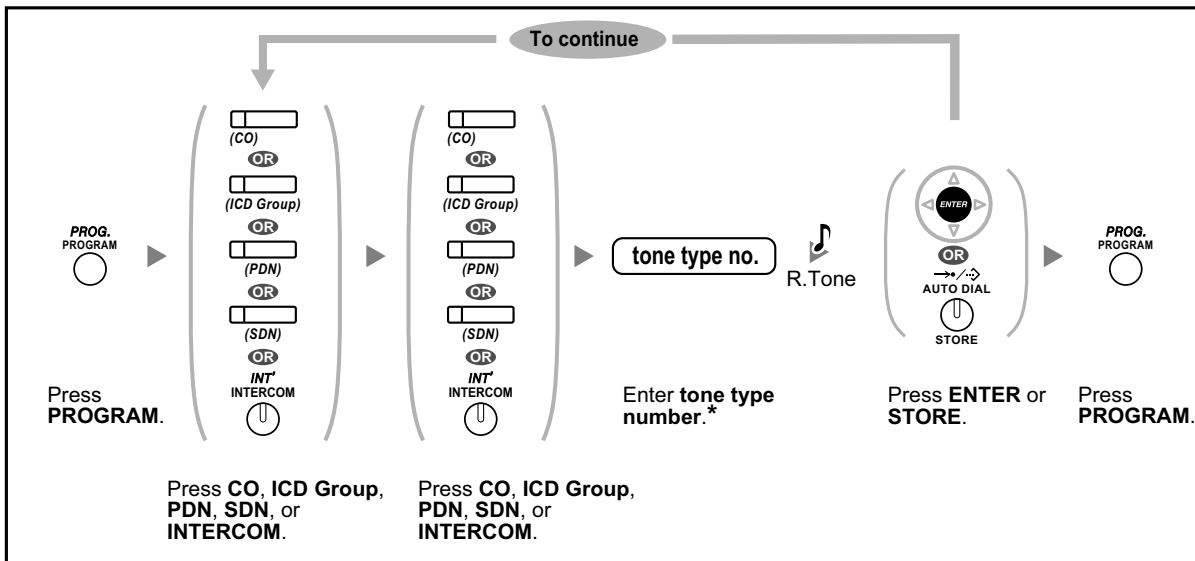 To continue
PROG.
PROGRAM
(CO)
OR
(ICD Group)
OR
(PDN)
OR
(SDN)
OR
INT'
INTERCOM
(CO)
OR
(ICD Group)
OR
(PDN)
OR
(SDN)
OR
INT'
INTERCOM
tone type no.
R.Tone
ENTER
OR
AUTO DIAL
STORE
PROG.
PROGRAM
Press
PROGRAM.
Press CO, ICD Group,
PDN, SDN, or
INTERCOM.
Press CO, ICD Group,
PDN, SDN, or
INTERCOM.
Enter tone type
number.*
Press ENTER or
STORE.
Press
PROGRAM.